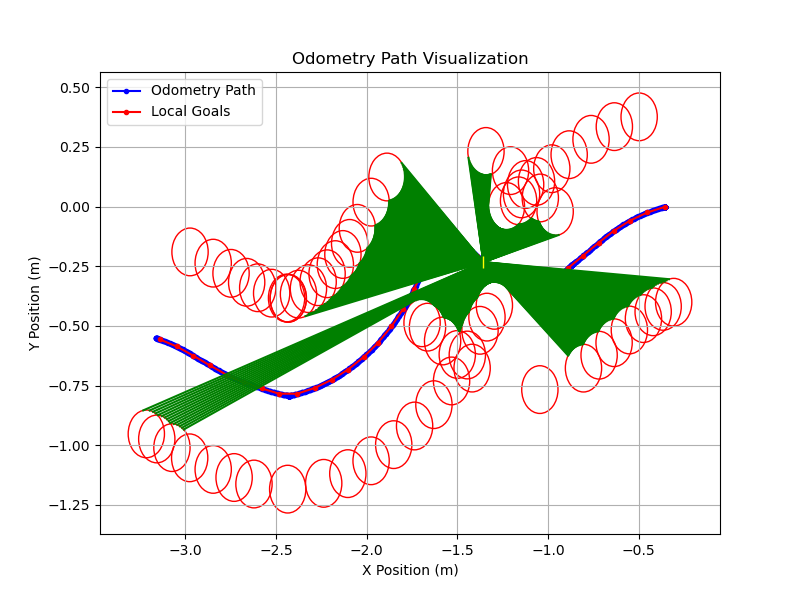 Odometry Path Visualization
Odometry Path
Local Goals
0.50
0.25
0.00
−0.25
−0.50
−0.75
−1.00
−1.25
Y Position (m)
−3.0 −2.5 −2.0 −1.5 −1.0 −0.5
X Position (m)